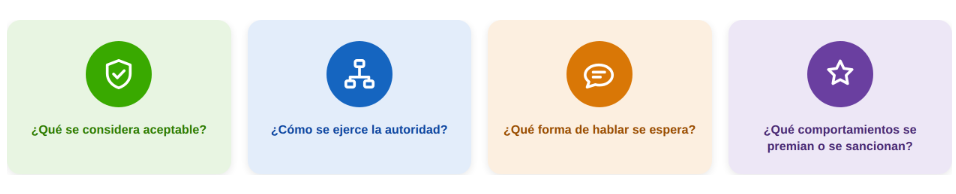 ¿Qué se considera aceptable?
¿Cómo se ejerce la autoridad?
¿Qué forma de hablar se espera?
¿Qué comportamientos se
premian o se sancionan?